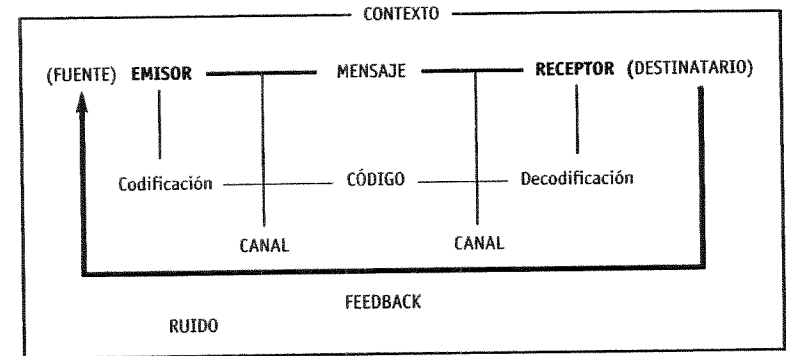 CONTEXTO
(FUENTE) EMISOR MENSAJE RECEPTOR (DESTINATARIO)
Codificación CÓDIGO Decodificación
CANAL CANAL
FEEDBACK
RUIDO